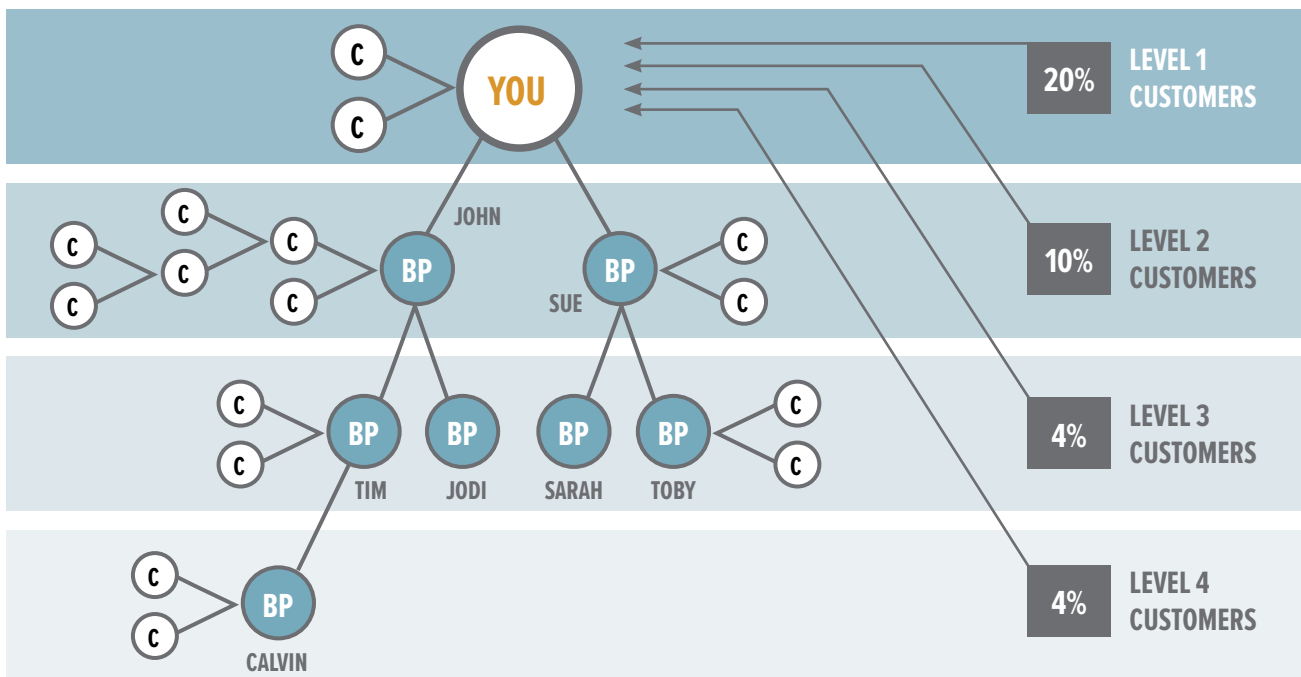 C
YOU
20%
LEVEL 1
CUSTOMERS
C
JOHN
C
C
C
C
BP
BP
C
10%
LEVEL 2
CUSTOMERS
C
C
C
SUE
C
C
BP
BP
BP
BP
C
4%
LEVEL 3
CUSTOMERS
C
C
TIM
JODI
SARAH
TOBY
C
BP
4%
LEVEL 4
CUSTOMERS
C
CALVIN